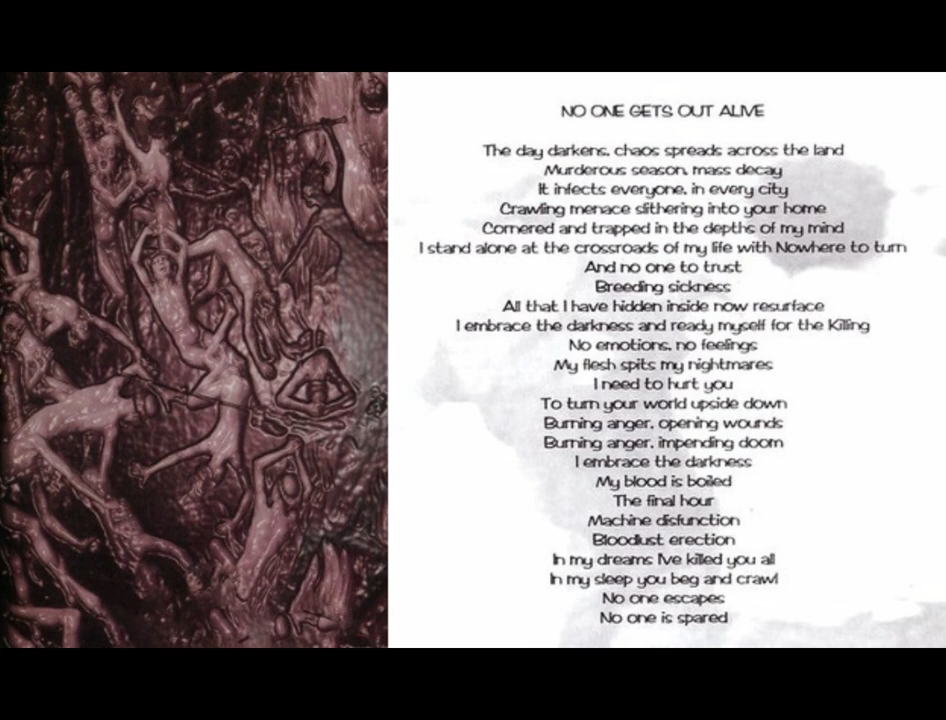 NO ONE GETS OUT ALIVE
The day darkens, chaos spreads across the land
Murderous season, mass decay
It infects everyone, in every city
Crawling menace slithering into your home
Cornered and trapped in the depths of my mind
I stand alone at the crossroads of my life with Nowhere to turn
And no one to trust
Breeding sickness
All that I have hidden inside now resurface
I embrace the darkness and ready myself for the Killing
No emotions, no feelings
My flesh spits my nightmares
I need to hurt you
To turn your world upside down
Burning anger, opening wounds
Burning anger, impending doom
I embrace the darkness
My blood is boiled
The final hour
Machine disfunction
Bloodlust erection
In my dreams I've killed you all
In my sleep you beg and crawl
No one escapes
No one is spared